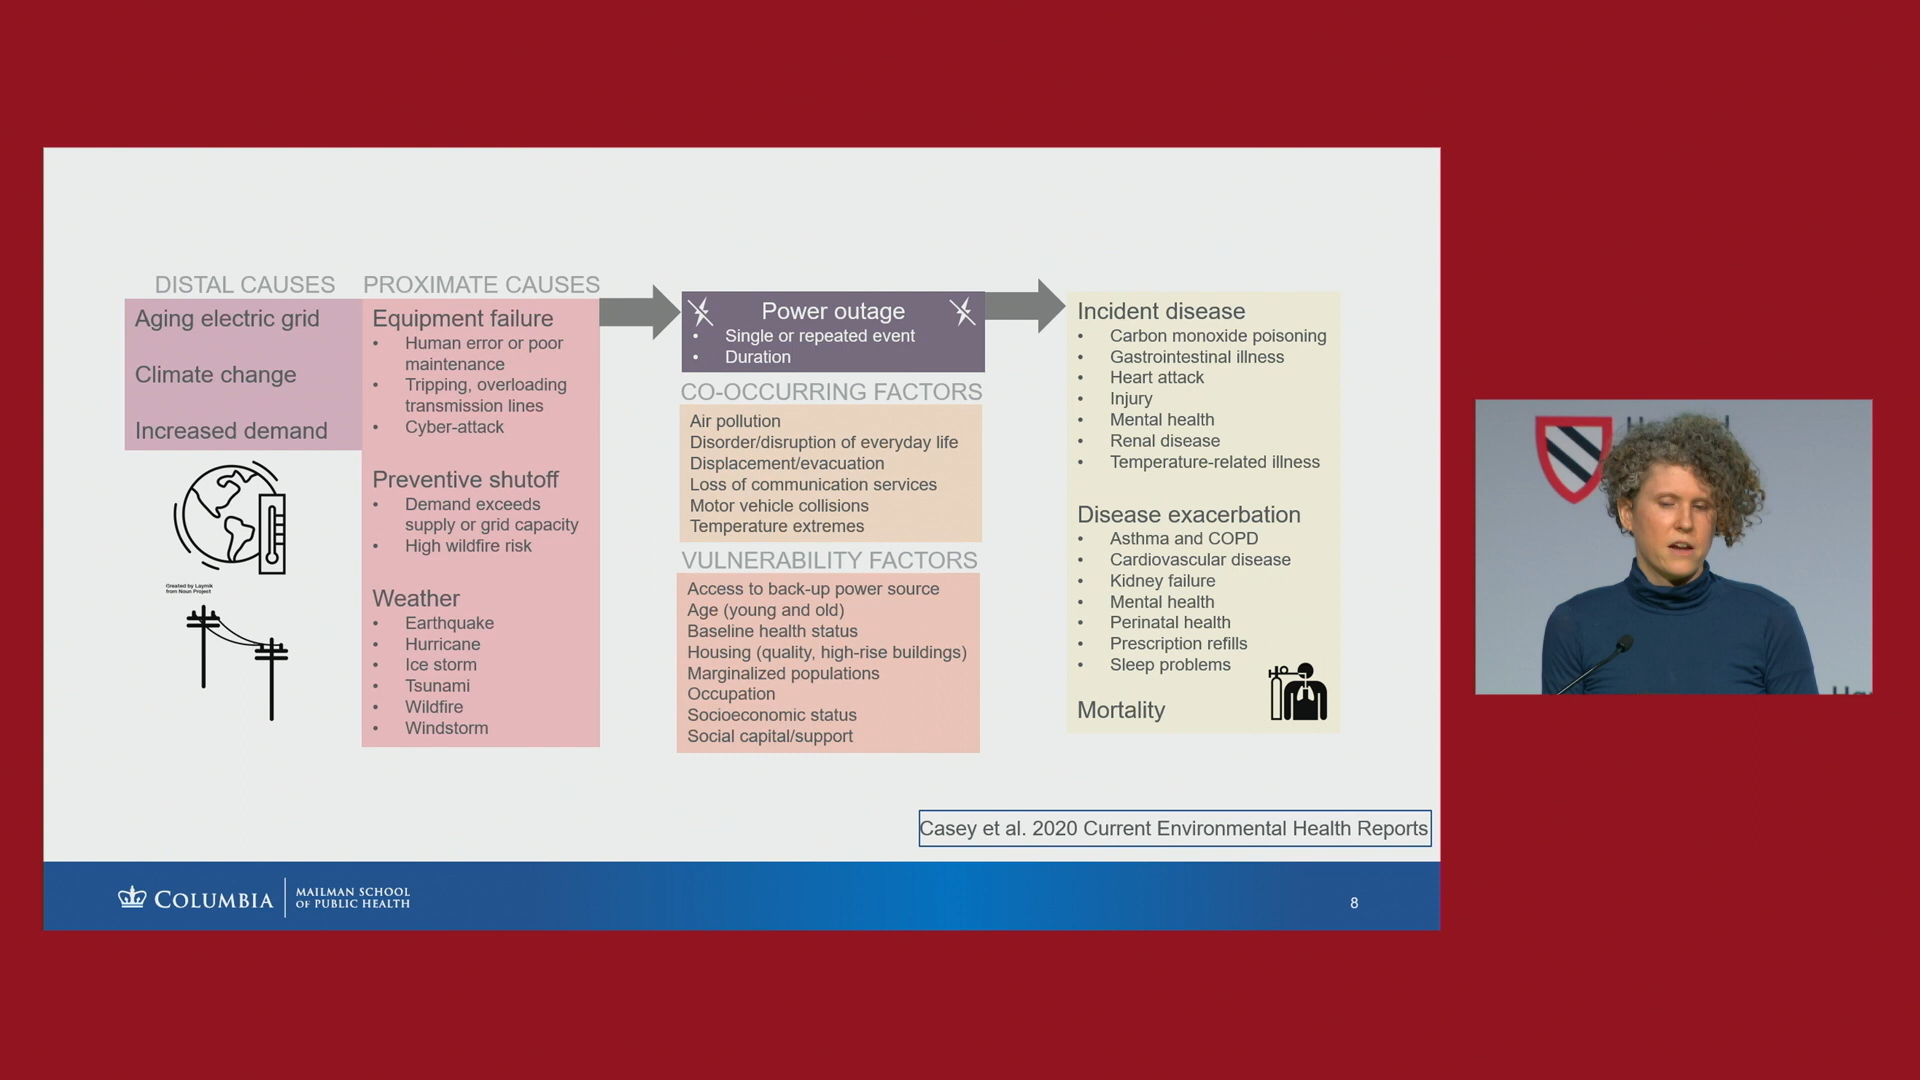 DISTAL CAUSES
Aging electric grid
Climate change
Increased demand
Created by Laymik
from Noun Project
PROXIMATE CAUSES
Equipment failure
• Human error or poor
maintenance
• Tripping, overloading
transmission lines
• Cyber-attack
Preventive shutoff
• Demand exceeds
supply or grid capacity
• High wildfire risk
Weather
• Earthquake
• Hurricane
• Ice storm
• Tsunami
• Wildfire
• Windstorm
Power outage
• Single or repeated event
• Duration
CO-OCCURRING FACTORS
Air pollution
Disorder/disruption of everyday life
Displacement/evacuation
Loss of communication services
Motor vehicle collisions
Temperature extremes
VULNERABILITY FACTORS
Access to back-up power source
Age (young and old)
Baseline health status
Housing (quality, high-rise buildings)
Marginalized populations
Occupation
Socioeconomic status
Social capital/support
Incident disease
• Carbon monoxide poisoning
• Gastrointestinal illness
• Heart attack
• Injury
• Mental health
• Renal disease
• Temperature-related illness
Disease exacerbation
• Asthma and COPD
• Cardiovascular disease
• Kidney failure
• Mental health
• Perinatal health
• Prescription refills
• Sleep problems
Mortality
Casey et al. 2020 Current Environmental Health Reports
COLUMBIA
MAILMAN SCHOOL
OF PUBLIC HEALTH
8